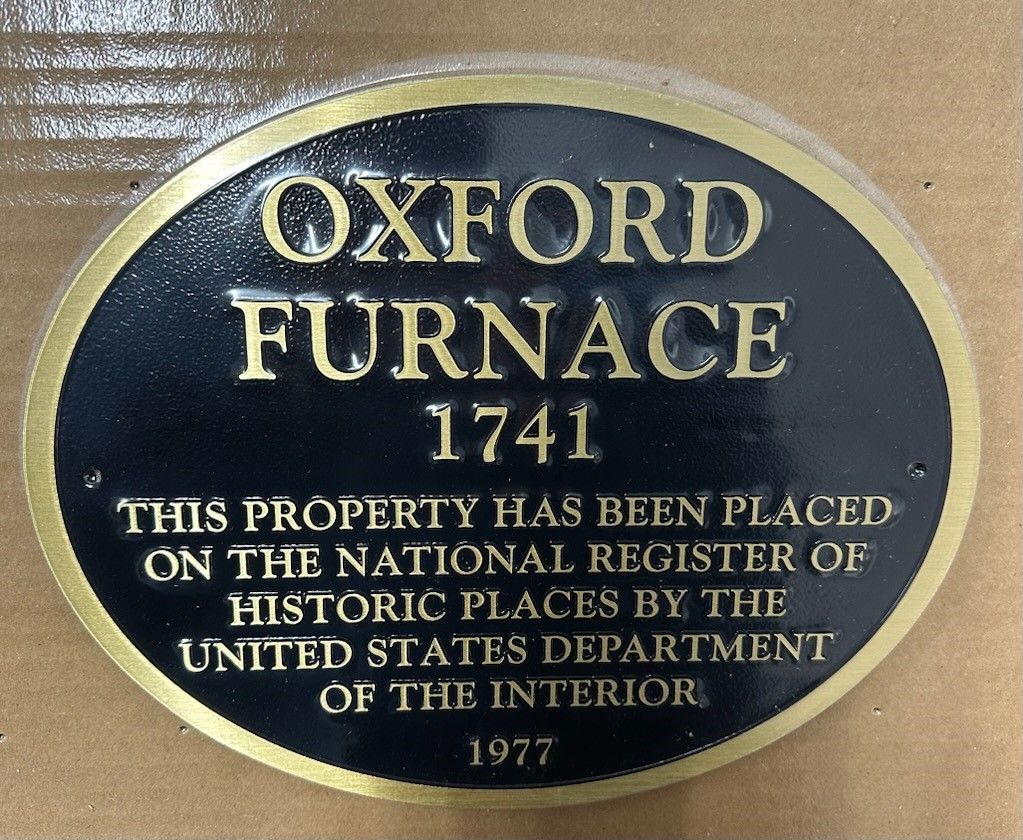 OXFORD
FURNACE
1741
THIS PROPERTY HAS BEEN PLACED
ON THE NATIONAL REGISTER OF
HISTORIC PLACES BY THE
UNITED STATES DEPARTMENT
OF THE INTERIOR
1977